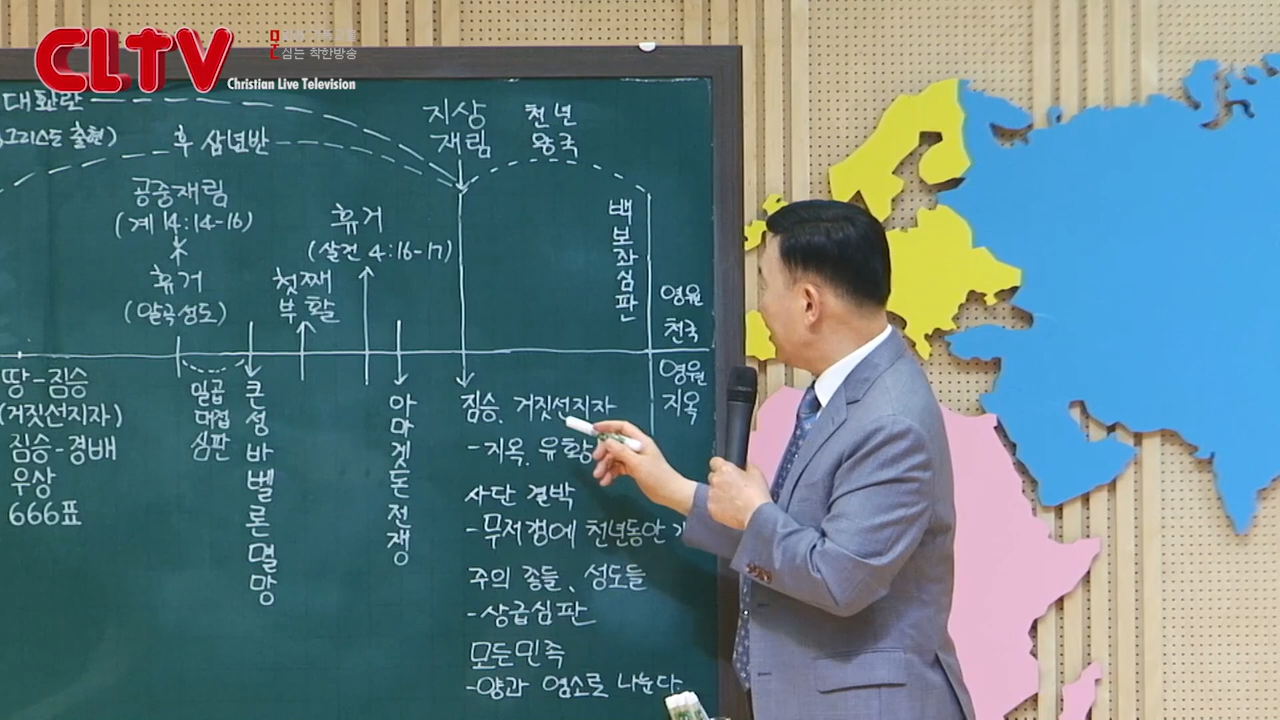 CLTV
심는 착한방송
Christian Live Television
대환란
그리스도 출현)
후 삼년반
지상
재림
천년
왕국
공중재림
(계 14:14-16)
휴거
(알곡성도)
첫째
부활
휴거
(살전 4:16-17)
백보좌심판
영원
천국
영원
지옥
땅-짐승
(거짓선지자)
짐승-경배
우상
666표
일곱
대접
심판
큰성바벨론멸망
아마겟돈전쟁
짐승, 거짓선지자
-지옥, 유황
사단 결박
-무저갱에 천년동안
주의 종들, 성도들
-상급심판
모든민족
-양과 염소로 나눈다.